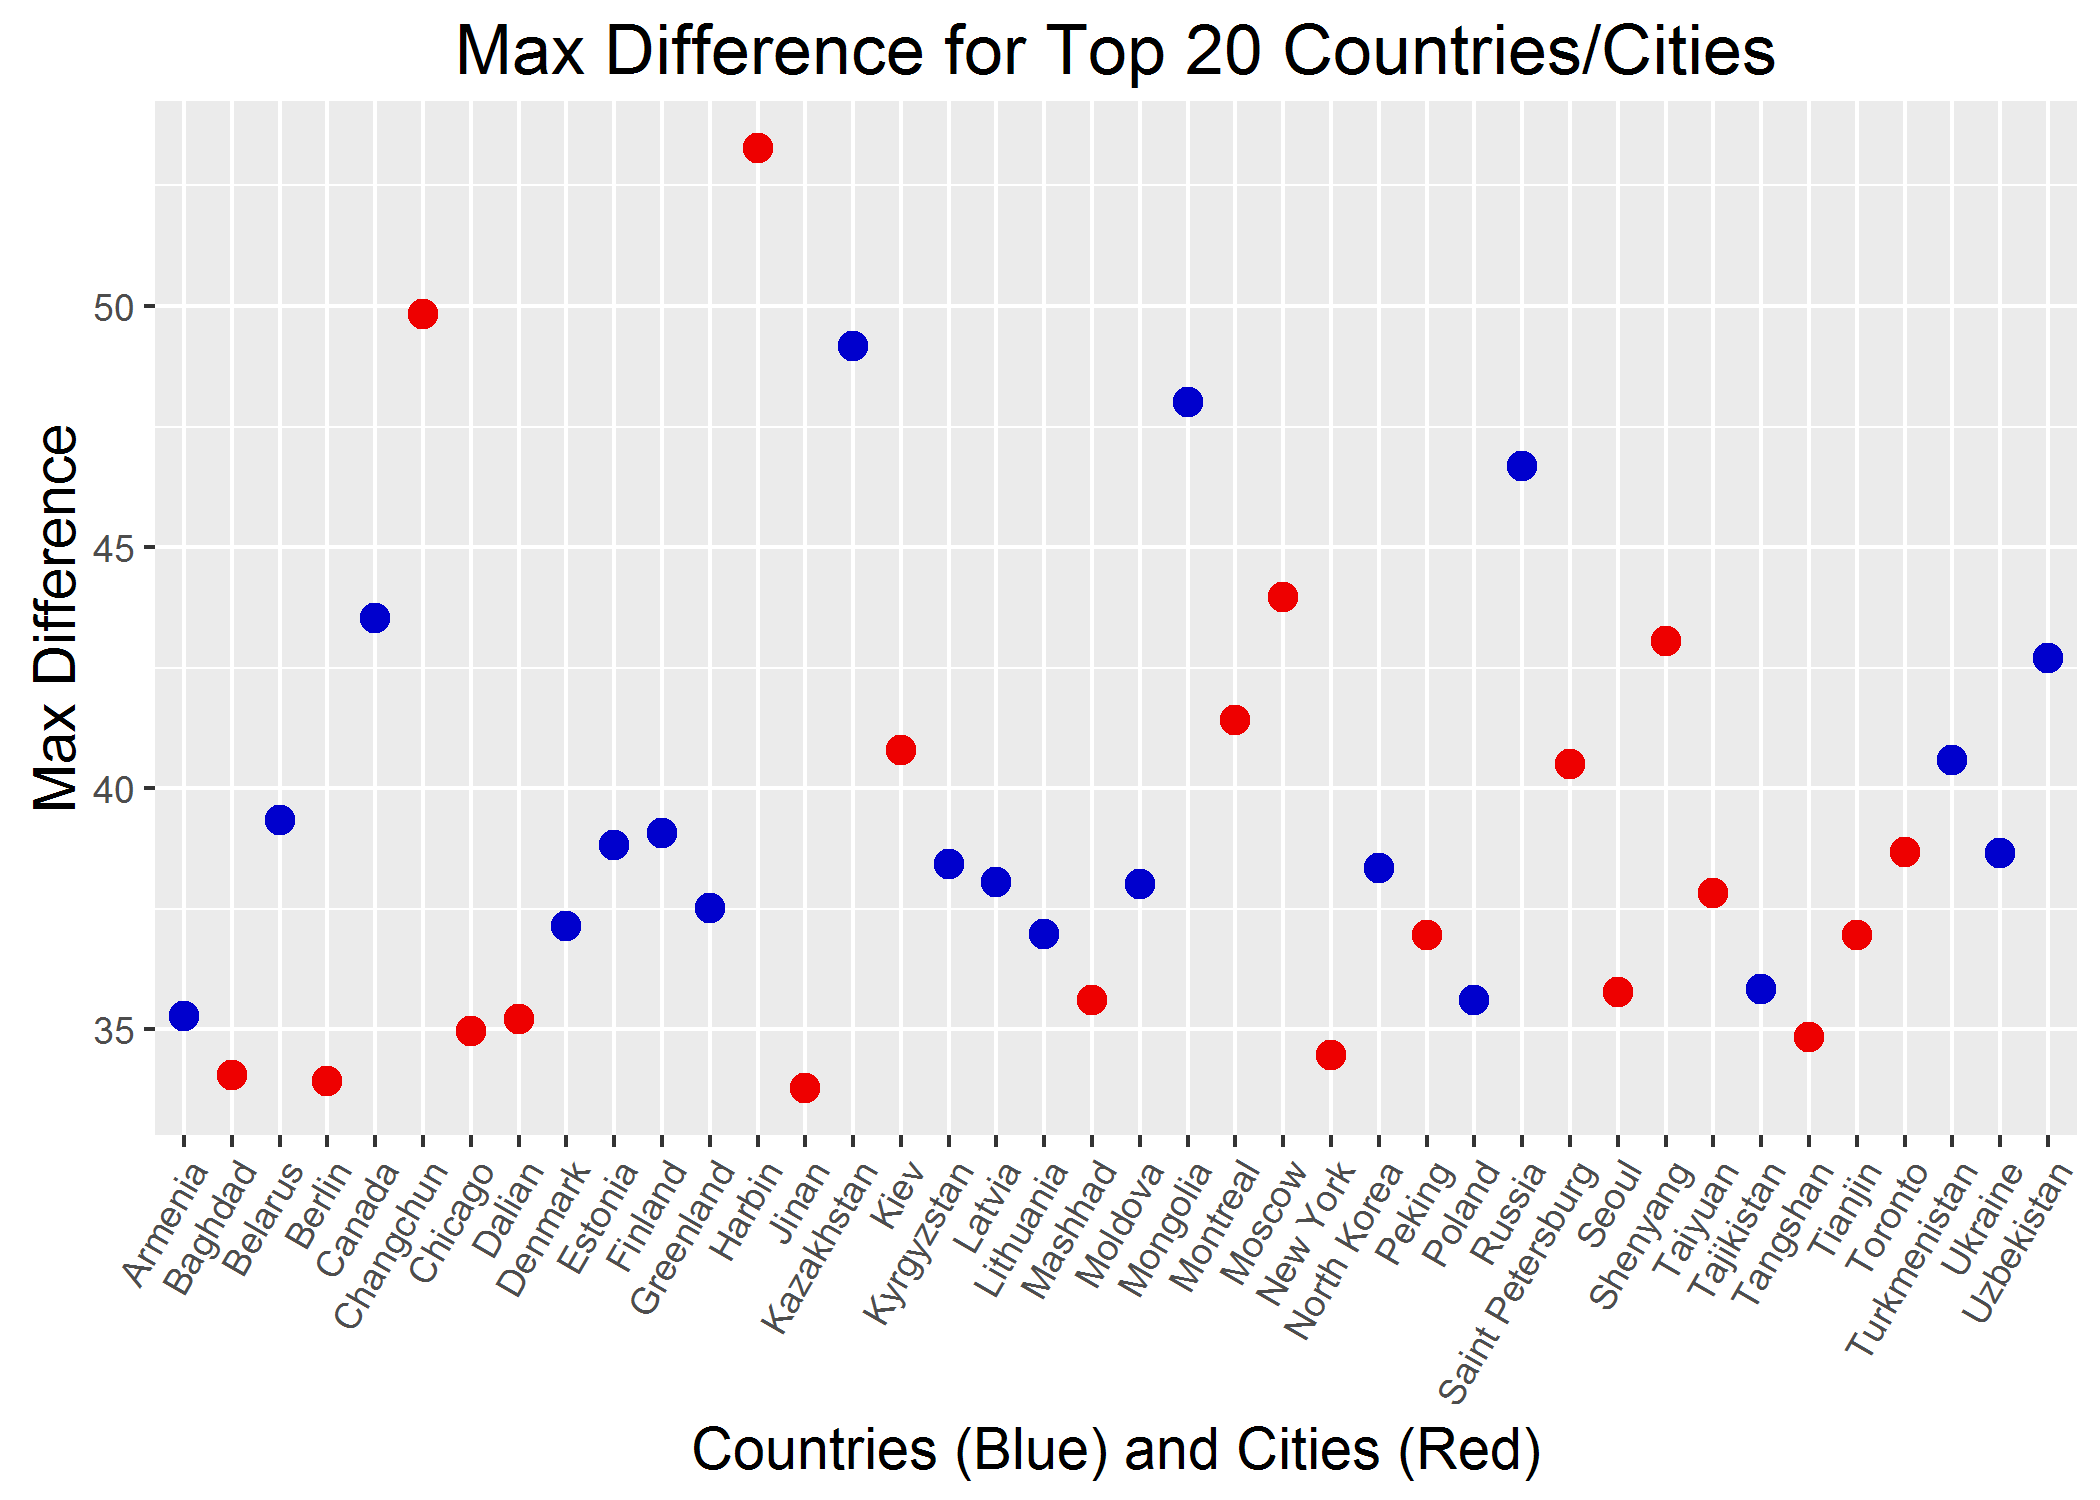 Max Difference for Top 20 Countries/Cities
Max Difference
50
45
40
35
Armenia
Baghdad
Belarus
Berlin
Canada
Changchun
Chicago
Dalian
Denmark
Estonia
Finland
Greenland
Harbin
Jinan
Kazakhstan
Kiev
Kyrgyzstan
Latvia
Lithuania
Mashhad
Moldova
Mongolia
Montreal
Moscow
New York
North Korea
Peking
Poland
Russia
Saint Petersburg
Seoul
Shenyang
Taiyuan
Tajikistan
Tangshan
Tianjin
Toronto
Turkmenistan
Ukraine
Uzbekistan
Countries (Blue) and Cities (Red)